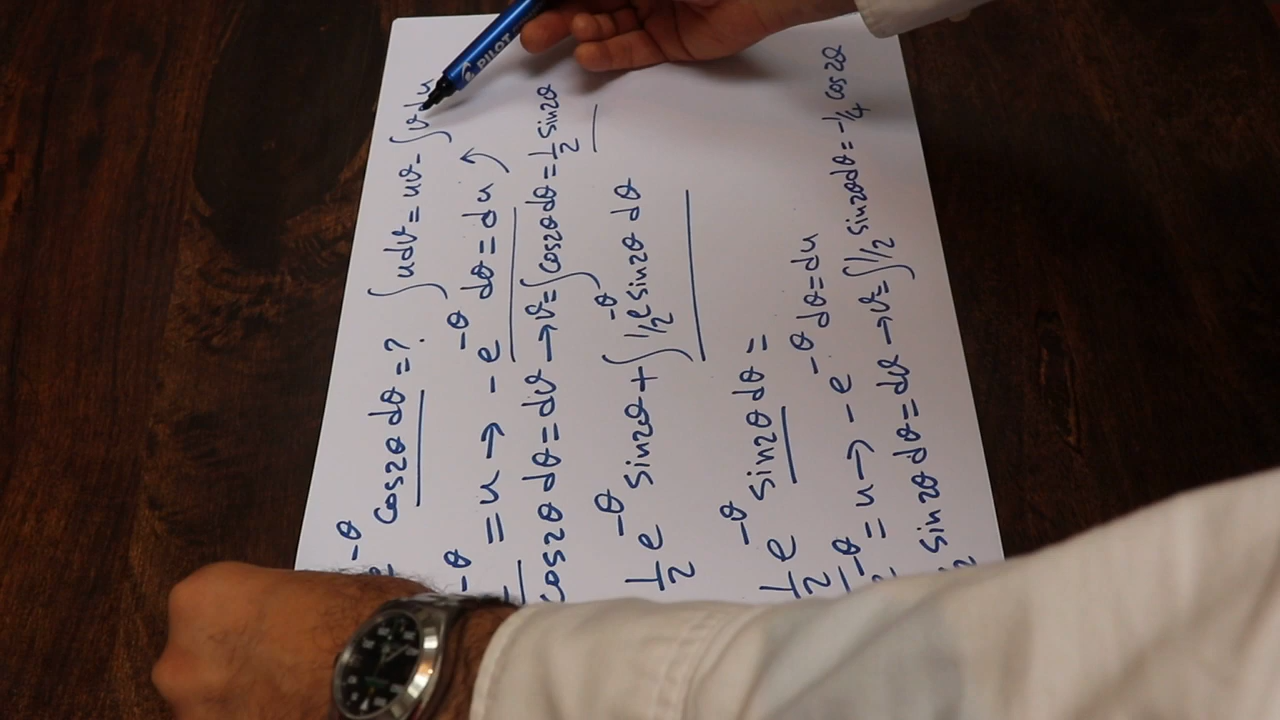 e^-θ cos2θ dθ = ? ∫udv = uv - ∫v du
^-θ = u → - e^-θ dθ = du
cos2θ dθ = dv → v = ∫cos2θ dθ = 1/2 sin2θ
1/2 e^-θ sin2θ + ∫1/2 e^-θ sin2θ dθ
1/2 e^-θ sin2θ dθ =
^-θ = u → - e^-θ dθ = du
sin2θ dθ = dv → v = ∫1/2 sin2θ dθ = -1/4 cos2θ
PILOT